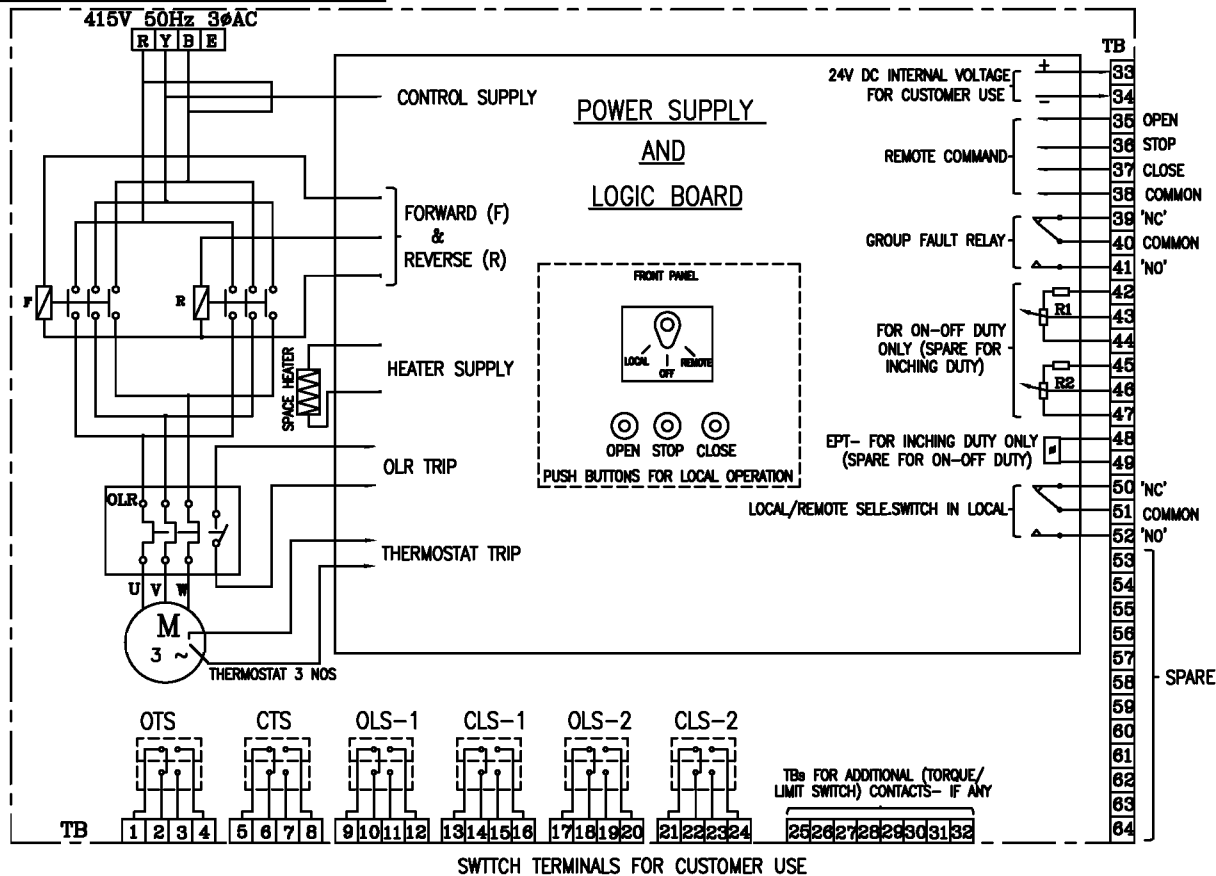 415V 50Hz 3øAC
R Y B E
TB
CONTROL SUPPLY
POWER SUPPLY
AND
LOGIC BOARD
24V DC INTERNAL VOLTAGE
FOR CUSTOMER USE
+
−
33
34
35 OPEN
36 STOP
37 CLOSE
38 COMMON
REMOTE COMMAND
39 'NC'
40 COMMON
41 'NO'
GROUP FAULT RELAY
FORWARD (F)
&
REVERSE (R)
F
R
FRONT PANEL
LOCAL
OFF
REMOTE
OPEN STOP CLOSE
PUSH BUTTONS FOR LOCAL OPERATION
42
43
44
R1
45
46
47
R2
FOR ON-OFF DUTY
ONLY (SPARE FOR
INCHING DUTY)
SPACE HEATER
HEATER SUPPLY
48
49
EPT- FOR INCHING DUTY ONLY
(SPARE FOR ON-OFF DUTY)
OLR TRIP
OLR
50 'NC'
51 COMMON
52 'NO'
LOCAL/REMOTE SELE.SWITCH IN LOCAL
THERMOSTAT TRIP
U V W
M
3 ~
THERMOSTAT 3 NOS
53
54
55
56
57
58
59
60
61
62
63
64
SPARE
OTS
CTS
OLS-1
CLS-1
OLS-2
CLS-2
TBs FOR ADDITIONAL (TORQUE/
LIMIT SWITCH) CONTACTS- IF ANY
TB
1 2 3 4
5 6 7 8
9 10 11 12
13 14 15 16
17 18 19 20
21 22 23 24
25 26 27 28 29 30 31 32
SWITCH TERMINALS FOR CUSTOMER USE